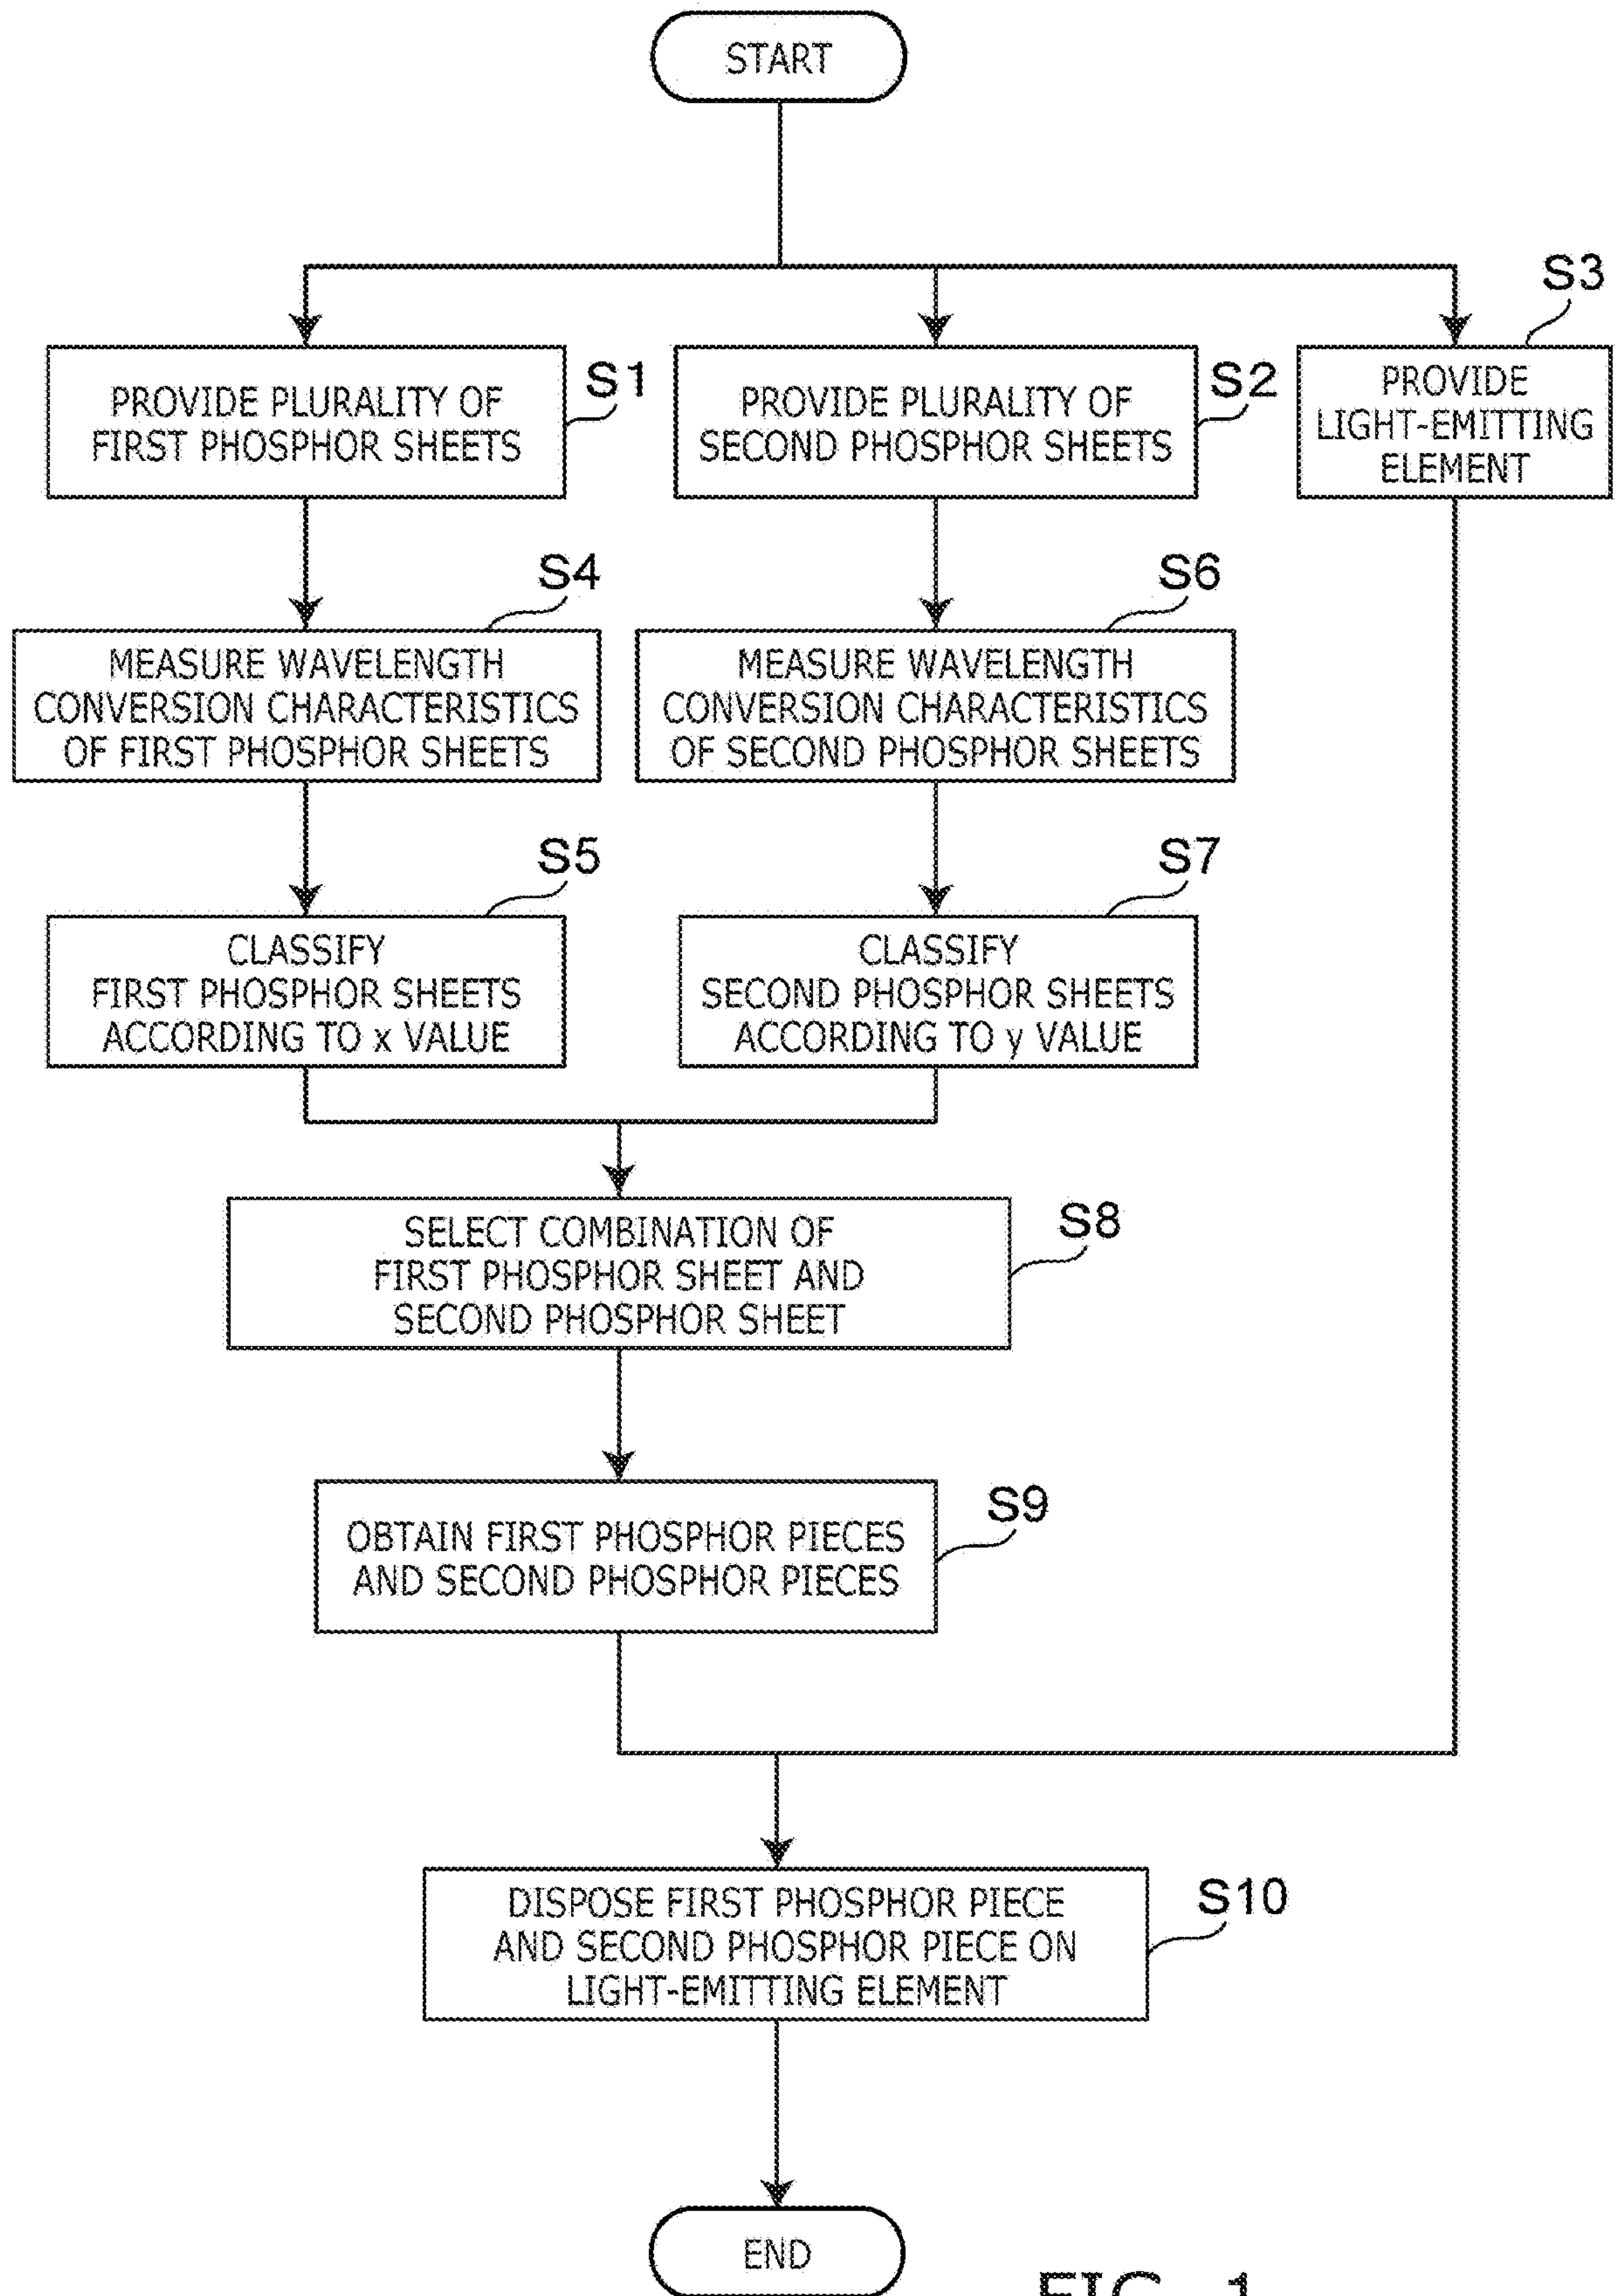 START
S3
PROVIDE PLURALITY OF
FIRST PHOSPHOR SHEETS
S1
PROVIDE PLURALITY OF
SECOND PHOSPHOR SHEETS
S2
PROVIDE
LIGHT-EMITTING
ELEMENT
S4
MEASURE WAVELENGTH
CONVERSION CHARACTERISTICS
OF FIRST PHOSPHOR SHEETS
S6
MEASURE WAVELENGTH
CONVERSION CHARACTERISTICS
OF SECOND PHOSPHOR SHEETS
S5
CLASSIFY
FIRST PHOSPHOR SHEETS
ACCORDING TO x VALUE
S7
CLASSIFY
SECOND PHOSPHOR SHEETS
ACCORDING TO y VALUE
SELECT COMBINATION OF
FIRST PHOSPHOR SHEET AND
SECOND PHOSPHOR SHEET
S8
OBTAIN FIRST PHOSPHOR PIECES
AND SECOND PHOSPHOR PIECES
S9
DISPOSE FIRST PHOSPHOR PIECE
AND SECOND PHOSPHOR PIECE ON
LIGHT-EMITTING ELEMENT
S10
END
FIG. 1